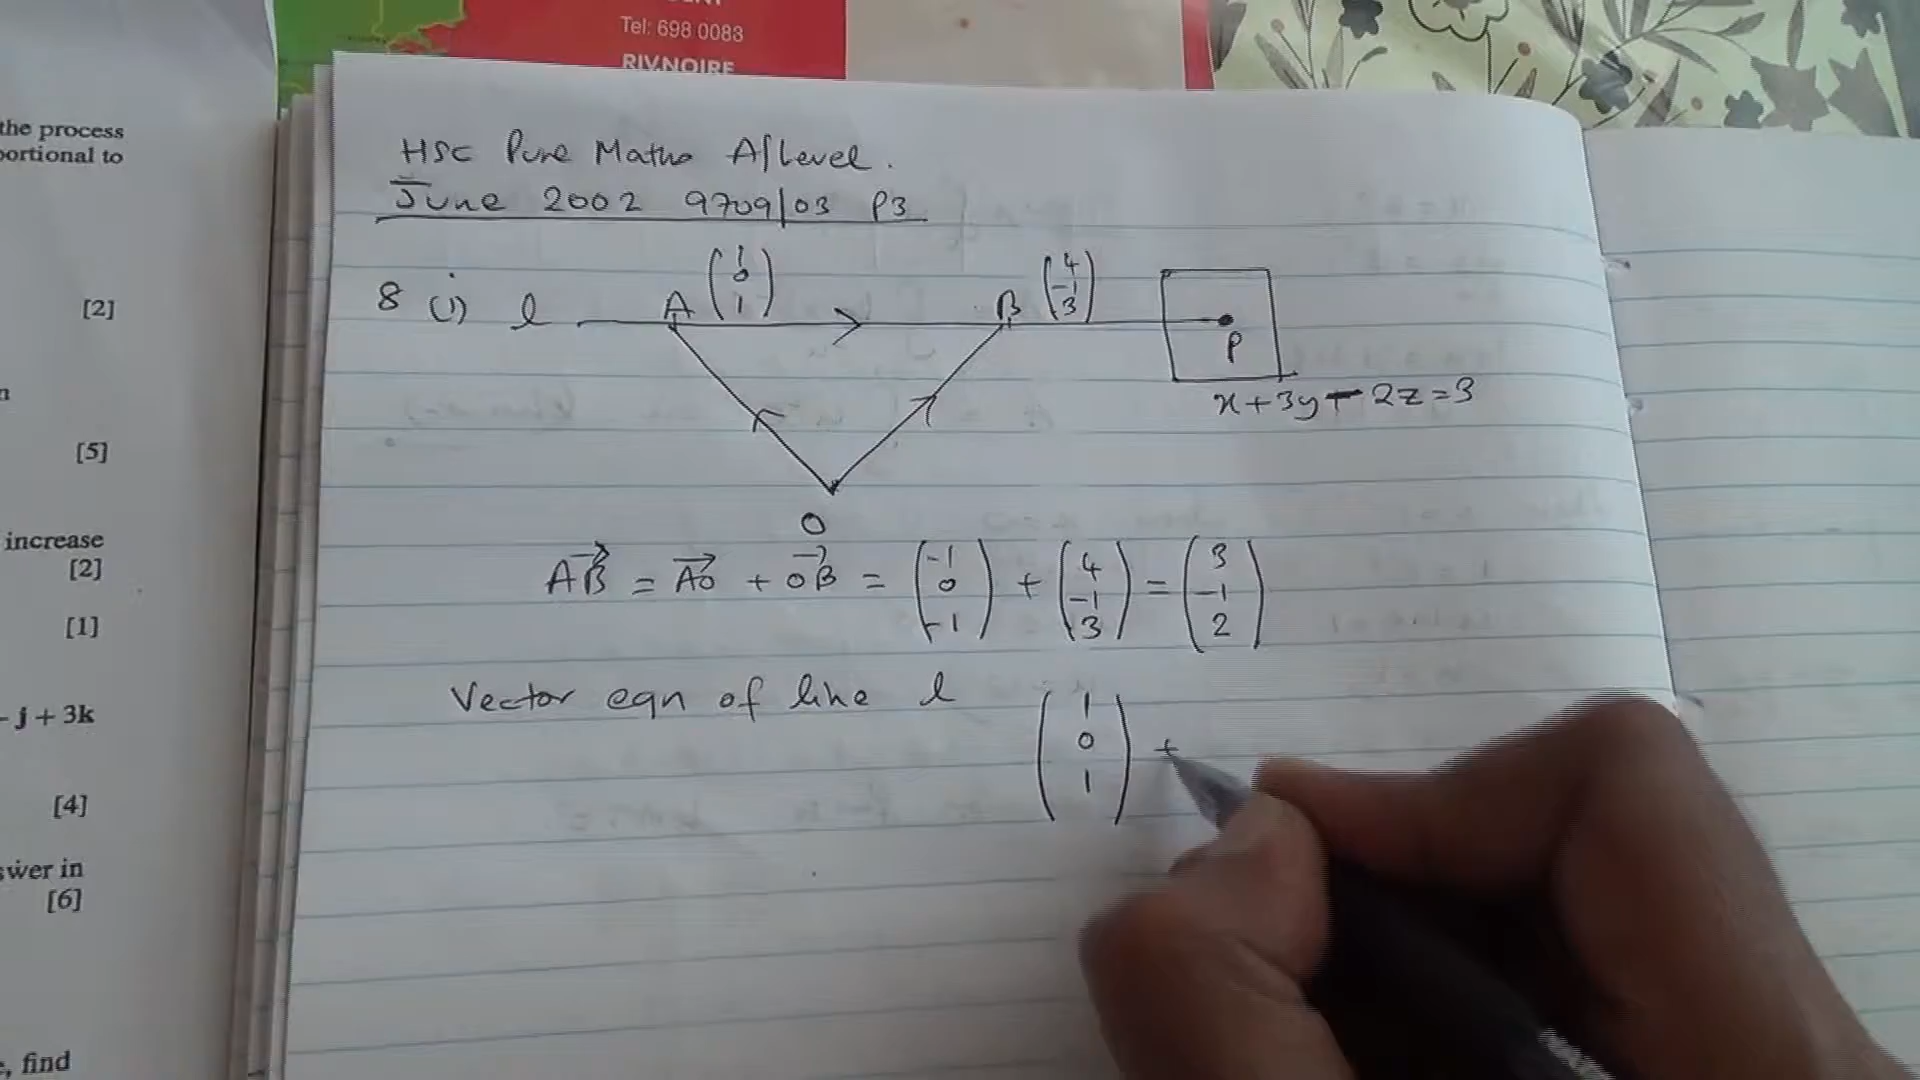 Tel: 698 0083
RIV.NOIRE
the process
portional to
[2]
[5]
increase
[2]
[1]
- j + 3k
[4]
swer in
[6]
, find
HSC Pure Maths A/Level.
June 2002 9709/03 P3
8 (i) l A (1 0 1) B (4 -1 3)
P
x+3y-2z=3
O
AB = AO + OB = (-1 0 -1) + (4 -1 3) = (3 -1 2)
Vector eqn of line l (1 0 1) +